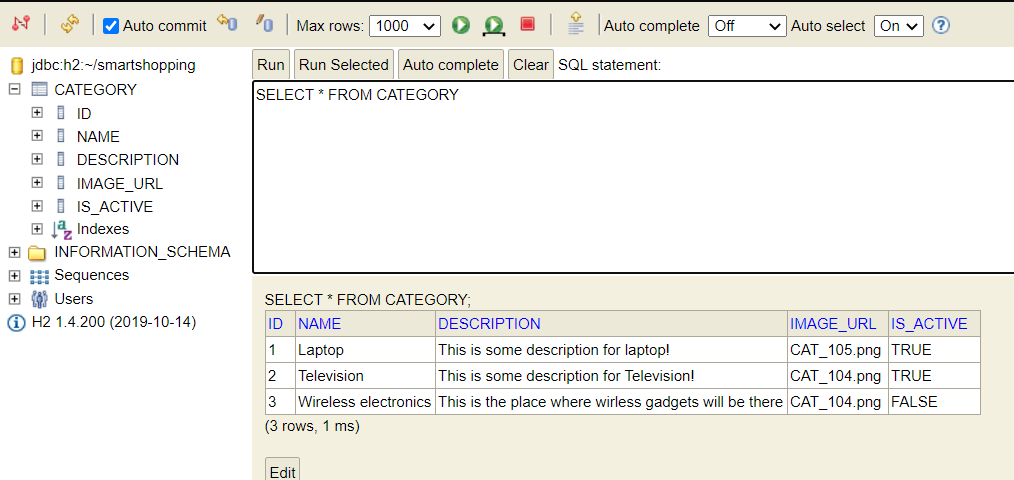 Auto commit Max rows: 1000 Auto complete Off Auto select On
jdbc:h2:~/smartshopping
CATEGORY
ID
NAME
DESCRIPTION
IMAGE_URL
IS_ACTIVE
Indexes
INFORMATION_SCHEMA
Sequences
Users
H2 1.4.200 (2019-10-14)
Run Run Selected Auto complete Clear SQL statement:
SELECT * FROM CATEGORY
SELECT * FROM CATEGORY;
ID NAME DESCRIPTION IMAGE_URL IS_ACTIVE
1 Laptop This is some description for laptop! CAT_105.png TRUE
2 Television This is some description for Television! CAT_104.png TRUE
3 Wireless electronics This is the place where wirless gadgets will be there CAT_104.png FALSE
(3 rows, 1 ms)
Edit